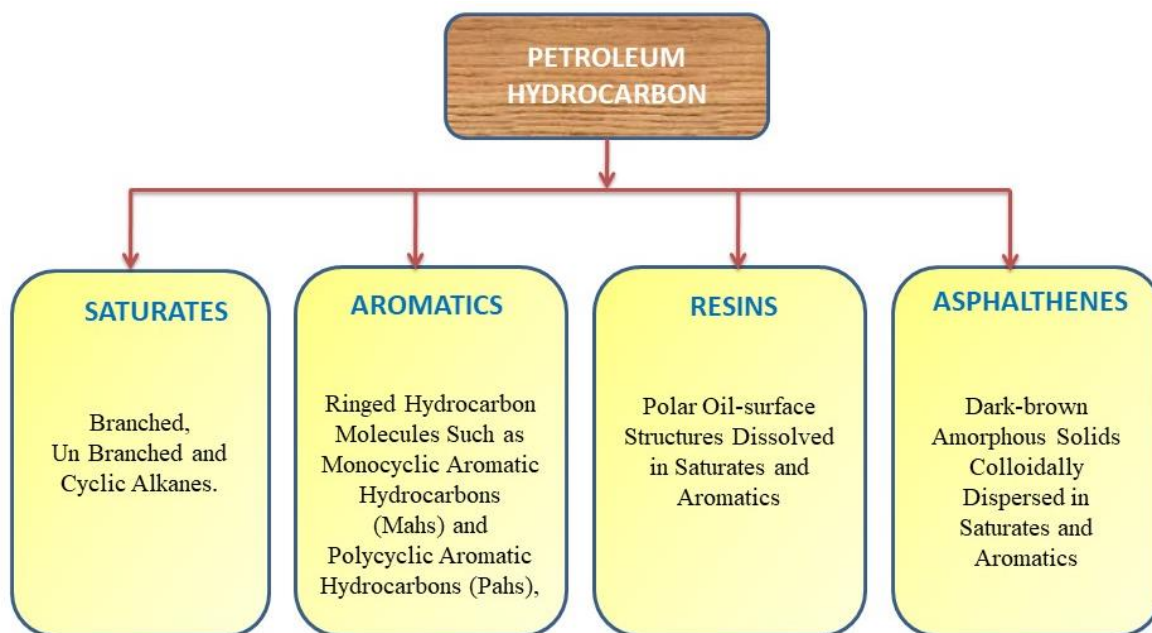 PETROLEUM
HYDROCARBON
SATURATES
Branched,
Un Branched and
Cyclic Alkanes.
AROMATICS
Ringed Hydrocarbon
Molecules Such as
Monocyclic Aromatic
Hydrocarbons
(Mahs) and
Polycyclic Aromatic
Hydrocarbons (Pahs),
RESINS
Polar Oil-surface
Structures Dissolved
in Saturates and
Aromatics
ASPHALTHENES
Dark-brown
Amorphous Solids
Colloidally
Dispersed in
Saturates and
Aromatics